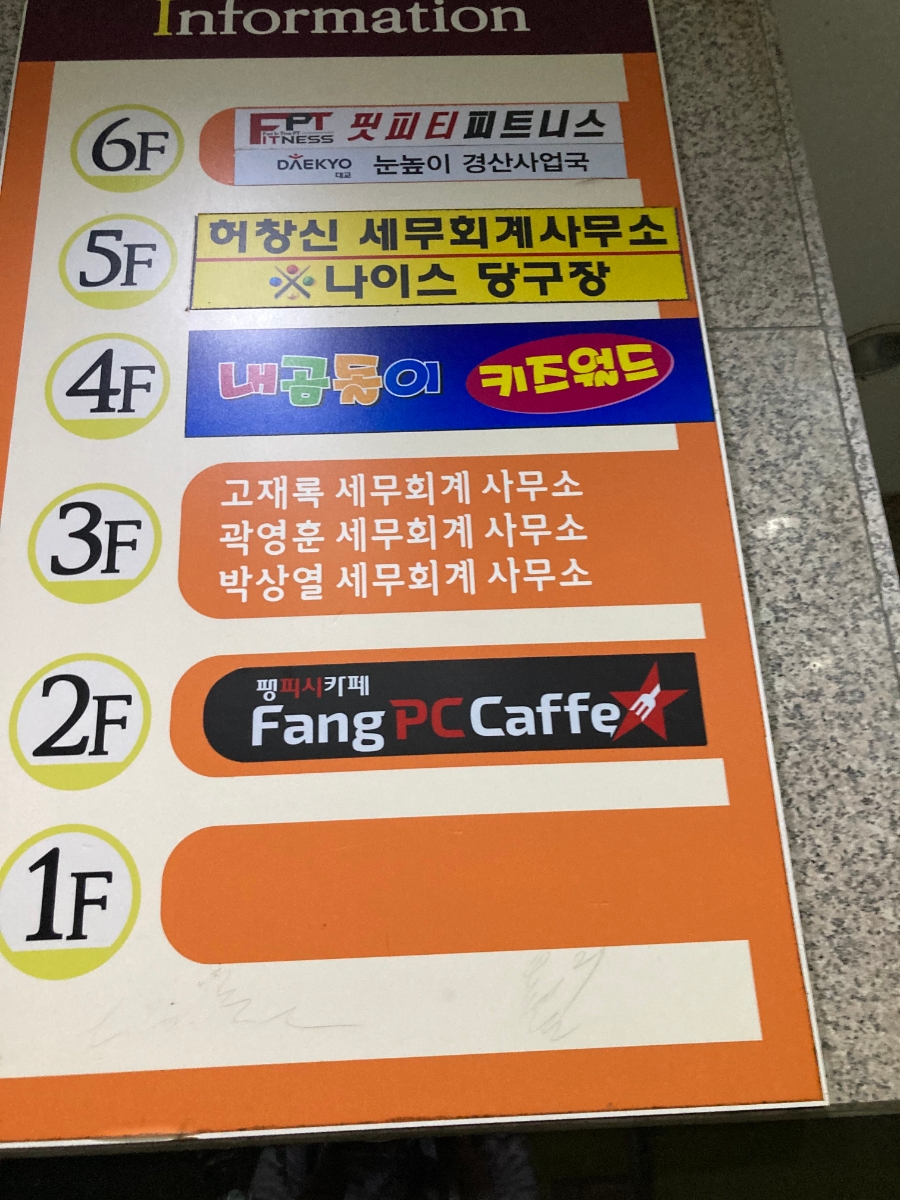 Information
6F
FPT
FITNESS 핏피티피트니스
DAEKYO 대교 눈높이 경산사업국
5F
허창신 세무회계사무소
※나이스 당구장
4F
내곰돌이 키즈월드
3F
고재록 세무회계 사무소
곽영훈 세무회계 사무소
박상열 세무회계 사무소
2F
팽피시카페
Fang PC Caffe
1F